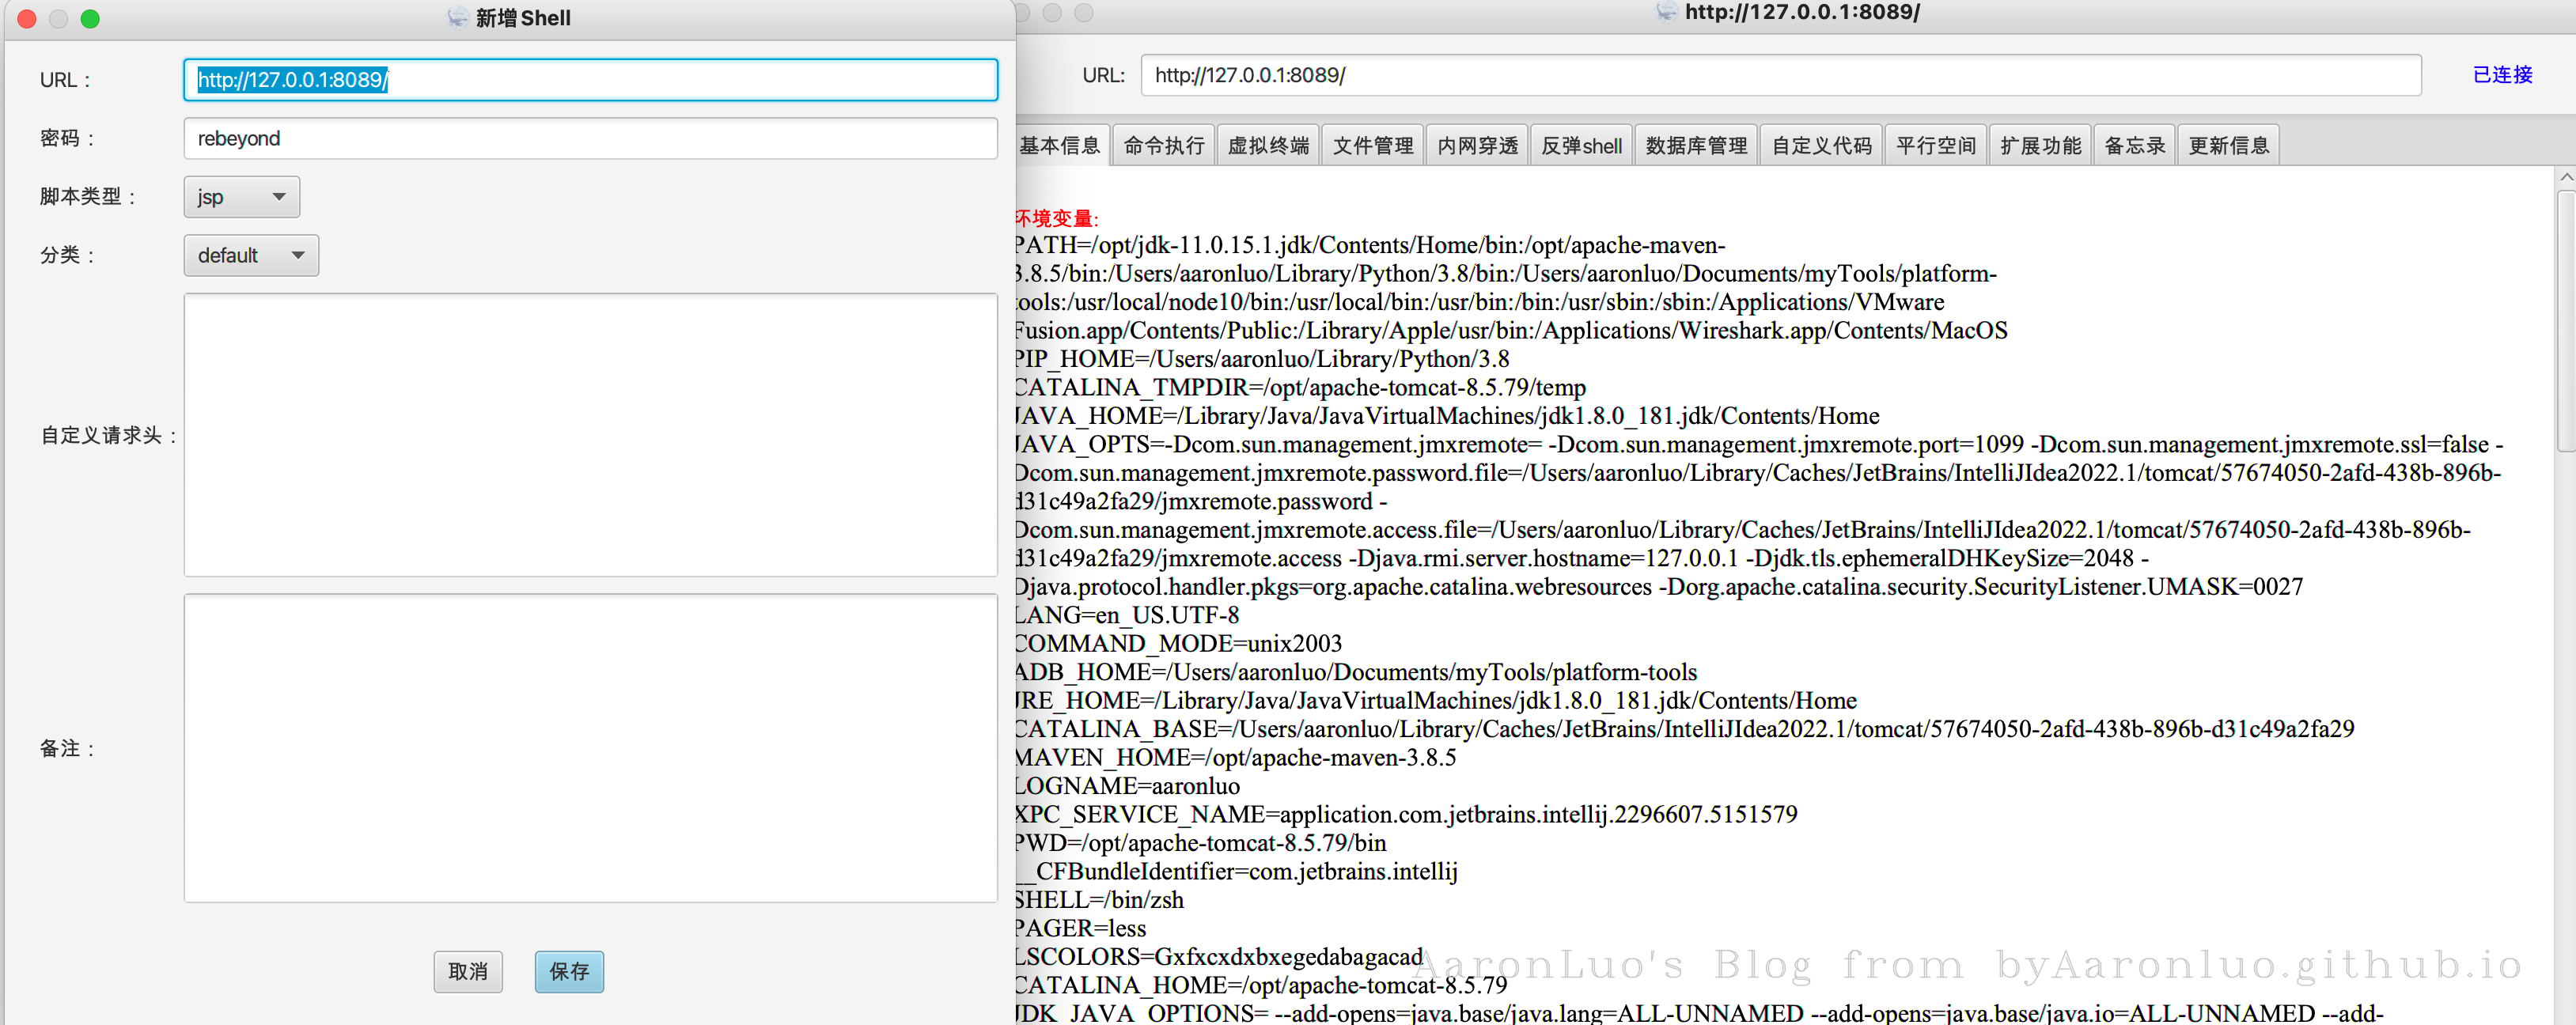 新增Shell
URL：
http://127.0.0.1:8089/
密码：
rebeyond
脚本类型：
jsp
分类：
default
自定义请求头：
备注：
取消
保存
http://127.0.0.1:8089/
URL:
http://127.0.0.1:8089/
已连接
基本信息
命令执行
虚拟终端
文件管理
内网穿透
反弹shell
数据库管理
自定义代码
平行空间
扩展功能
备忘录
更新信息
环境变量:
PATH=/opt/jdk-11.0.15.1.jdk/Contents/Home/bin:/opt/apache-maven-
3.8.5/bin:/Users/aaronluo/Library/Python/3.8/bin:/Users/aaronluo/Documents/myTools/platform-
tools:/usr/local/node10/bin:/usr/local/bin:/usr/bin:/bin:/usr/sbin:/sbin:/Applications/VMware
Fusion.app/Contents/Public:/Library/Apple/usr/bin:/Applications/Wireshark.app/Contents/MacOS
PIP_HOME=/Users/aaronluo/Library/Python/3.8
CATALINA_TMPDIR=/opt/apache-tomcat-8.5.79/temp
JAVA_HOME=/Library/Java/JavaVirtualMachines/jdk1.8.0_181.jdk/Contents/Home
JAVA_OPTS=-Dcom.sun.management.jmxremote= -Dcom.sun.management.jmxremote.port=1099 -Dcom.sun.management.jmxremote.ssl=false -
Dcom.sun.management.jmxremote.password.file=/Users/aaronluo/Library/Caches/JetBrains/IntelliJIdea2022.1/tomcat/57674050-2afd-438b-896b-
d31c49a2fa29/jmxremote.password -
Dcom.sun.management.jmxremote.access.file=/Users/aaronluo/Library/Caches/JetBrains/IntelliJIdea2022.1/tomcat/57674050-2afd-438b-896b-
d31c49a2fa29/jmxremote.access -Djava.rmi.server.hostname=127.0.0.1 -Djdk.tls.ephemeralDHKeySize=2048 -
Djava.protocol.handler.pkgs=org.apache.catalina.webresources -Dorg.apache.catalina.security.SecurityListener.UMASK=0027
LANG=en_US.UTF-8
COMMAND_MODE=unix2003
ADB_HOME=/Users/aaronluo/Documents/myTools/platform-tools
JRE_HOME=/Library/Java/JavaVirtualMachines/jdk1.8.0_181.jdk/Contents/Home
CATALINA_BASE=/Users/aaronluo/Library/Caches/JetBrains/IntelliJIdea2022.1/tomcat/57674050-2afd-438b-896b-d31c49a2fa29
MAVEN_HOME=/opt/apache-maven-3.8.5
LOGNAME=aaronluo
XPC_SERVICE_NAME=application.com.jetbrains.intellij.2296607.5151579
PWD=/opt/apache-tomcat-8.5.79/bin
__CFBundleIdentifier=com.jetbrains.intellij
SHELL=/bin/zsh
PAGER=less
LSCOLORS=Gxfxcxdxbxegedabagacad
CATALINA_HOME=/opt/apache-tomcat-8.5.79
JDK_JAVA_OPTIONS= --add-opens=java.base/java.lang=ALL-UNNAMED --add-opens=java.base/java.io=ALL-UNNAMED --add-
AaronLuo's Blog from byAaronluo.github.io